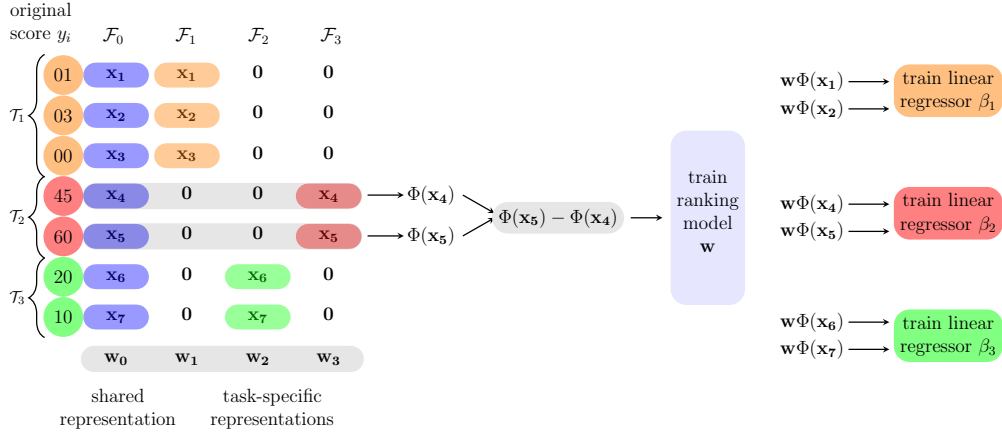 original
score yᵢ 𝓕₀ 𝓕₁ 𝓕₂ 𝓕₃
𝒯₁
01 x₁ x₁ 0 0
03 x₂ x₂ 0 0
00 x₃ x₃ 0 0
𝒯₂
45 x₄ 0 0 x₄
60 x₅ 0 0 x₅
𝒯₃
20 x₆ 0 x₆ 0
10 x₇ 0 x₇ 0
w₀ w₁ w₂ w₃
shared
representation
task-specific
representations
Φ(x₄)
Φ(x₅)
Φ(x₅) − Φ(x₄)
train
ranking
model
w
wΦ(x₁)
wΦ(x₂)
train linear
regressor β₁
wΦ(x₄)
wΦ(x₅)
train linear
regressor β₂
wΦ(x₆)
wΦ(x₇)
train linear
regressor β₃